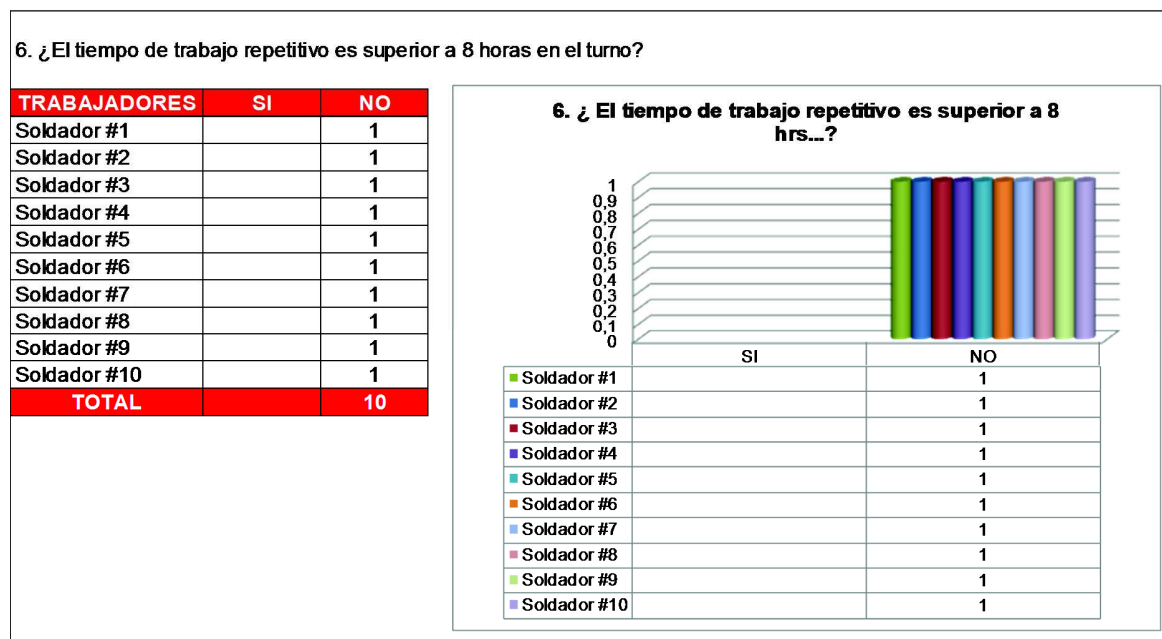 6. ¿El tiempo de trabajo repetitivo es superior a 8 horas en el turno?
TRABAJADORES SI NO
Soldador #1 1
Soldador #2 1
Soldador #3 1
Soldador #4 1
Soldador #5 1
Soldador #6 1
Soldador #7 1
Soldador #8 1
Soldador #9 1
Soldador #10 1
TOTAL 10
6. ¿ El tiempo de trabajo repetitivo es superior a 8
hrs...?
1
0,9
0,8
0,7
0,6
0,5
0,4
0,3
0,2
0,1
0
SI NO
Soldador #1 1
Soldador #2 1
Soldador #3 1
Soldador #4 1
Soldador #5 1
Soldador #6 1
Soldador #7 1
Soldador #8 1
Soldador #9 1
Soldador #10 1